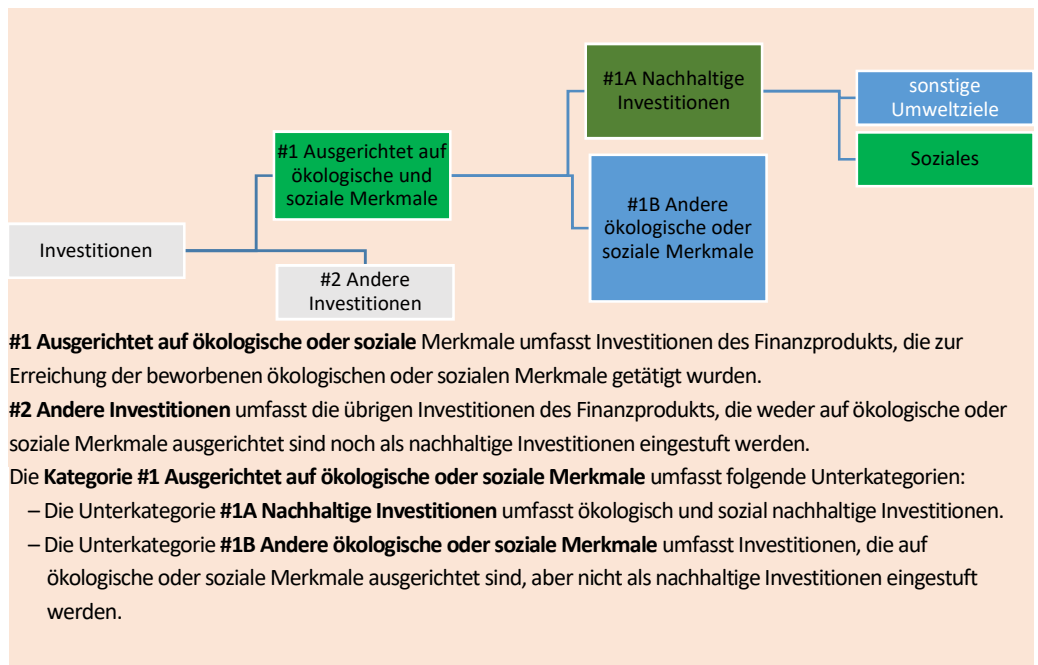 #1A Nachhaltige
Investitionen
sonstige
Umweltziele
#1 Ausgerichtet auf
ökologische und
soziale Merkmale
Soziales
#1B Andere
ökologische oder
soziale Merkmale
Investitionen
#2 Andere
Investitionen
#1 Ausgerichtet auf ökologische oder soziale Merkmale umfasst Investitionen des Finanzprodukts, die zur
Erreichung der beworbenen ökologischen oder sozialen Merkmale getätigt wurden.
#2 Andere Investitionen umfasst die übrigen Investitionen des Finanzprodukts, die weder auf ökologische oder
soziale Merkmale ausgerichtet sind noch als nachhaltige Investitionen eingestuft werden.
Die Kategorie #1 Ausgerichtet auf ökologische oder soziale Merkmale umfasst folgende Unterkategorien:
– Die Unterkategorie #1A Nachhaltige Investitionen umfasst ökologisch und sozial nachhaltige Investitionen.
– Die Unterkategorie #1B Andere ökologische oder soziale Merkmale umfasst Investitionen, die auf
ökologische oder soziale Merkmale ausgerichtet sind, aber nicht als nachhaltige Investitionen eingestuft
werden.